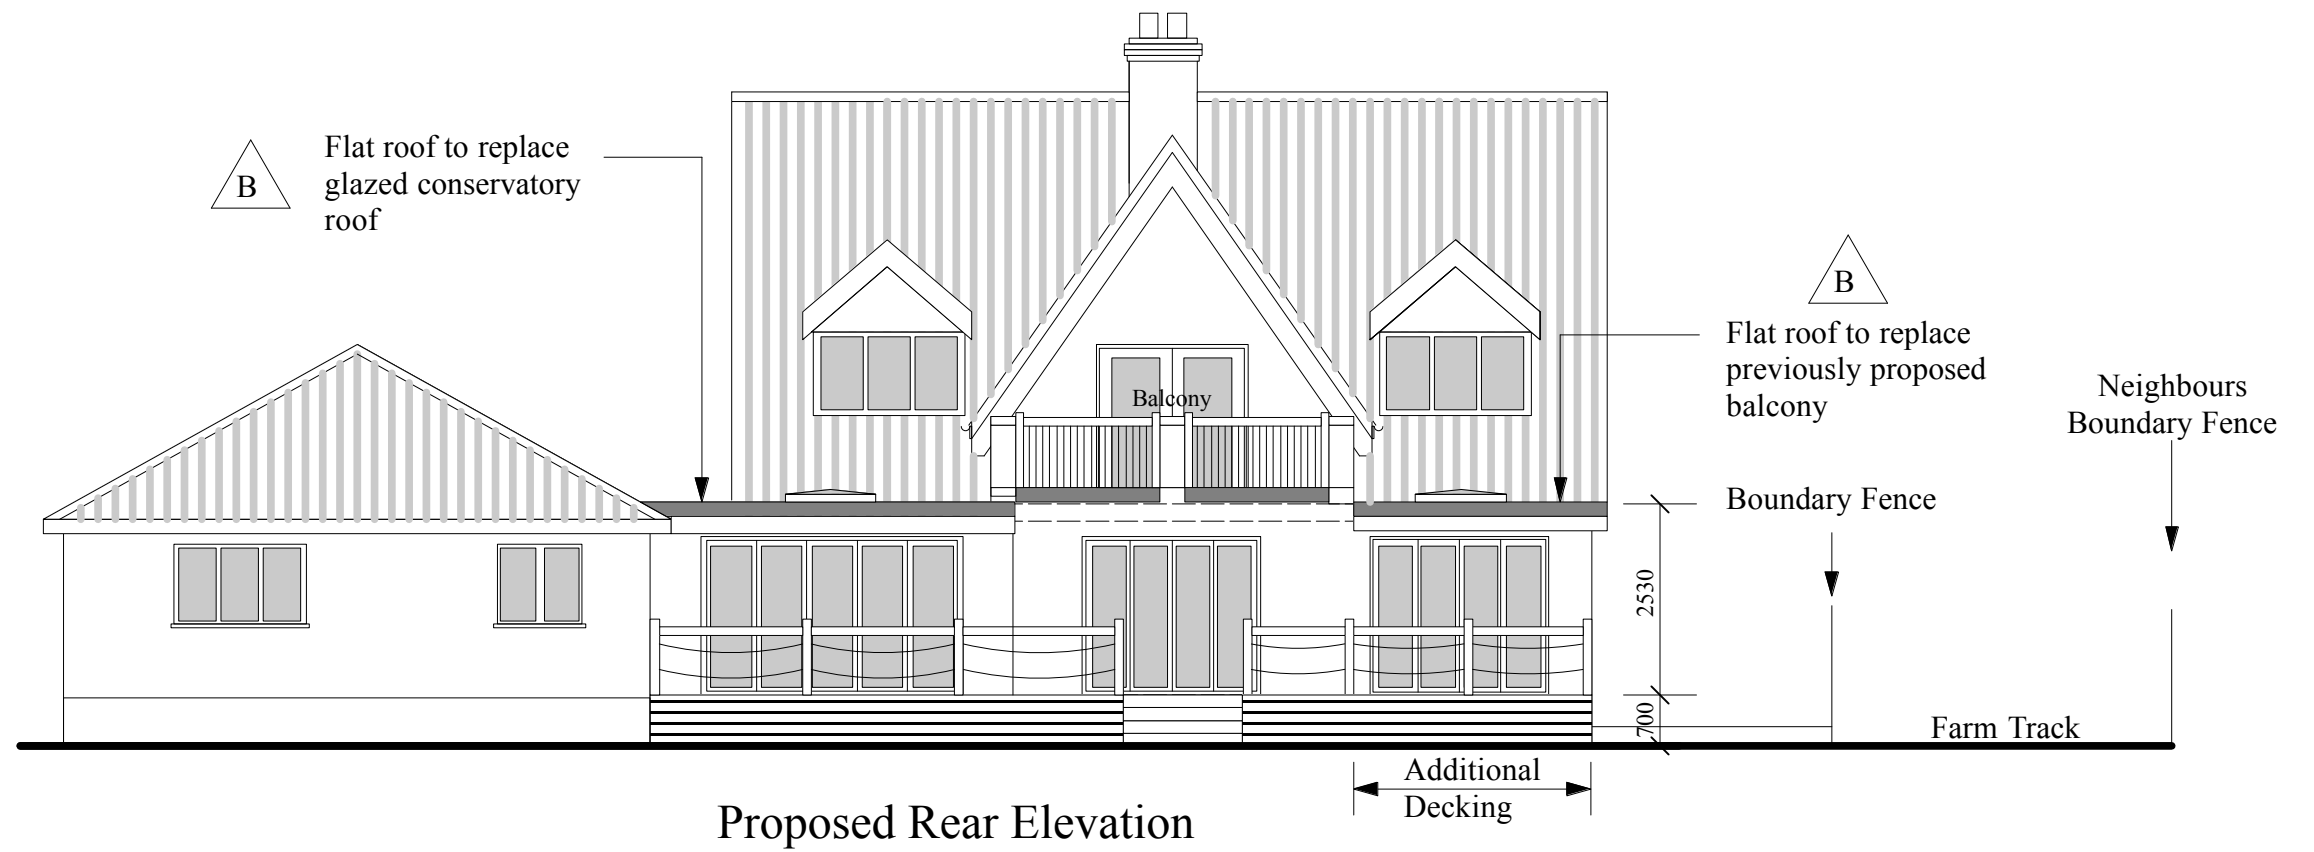 B
Flat roof to replace
glazed conservatory
roof
B
Flat roof to replace
previously proposed
balcony
Neighbours
Boundary Fence
Balcony
Boundary Fence
2530
700
Farm Track
Additional
Decking
Proposed Rear Elevation